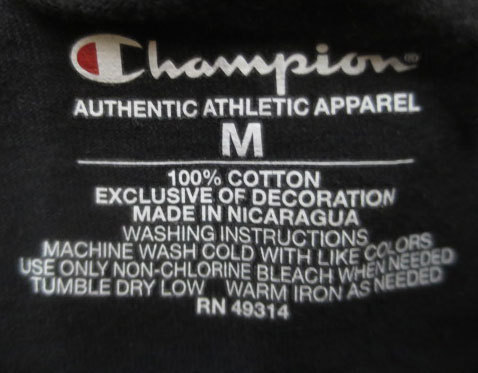 Champion®
AUTHENTIC ATHLETIC APPAREL
M
100% COTTON
EXCLUSIVE OF DECORATION
MADE IN NICARAGUA
WASHING INSTRUCTIONS
MACHINE WASH COLD WITH LIKE COLORS
USE ONLY NON-CHLORINE BLEACH WHEN NEEDED
TUMBLE DRY LOW WARM IRON AS NEEDED
RN 49314